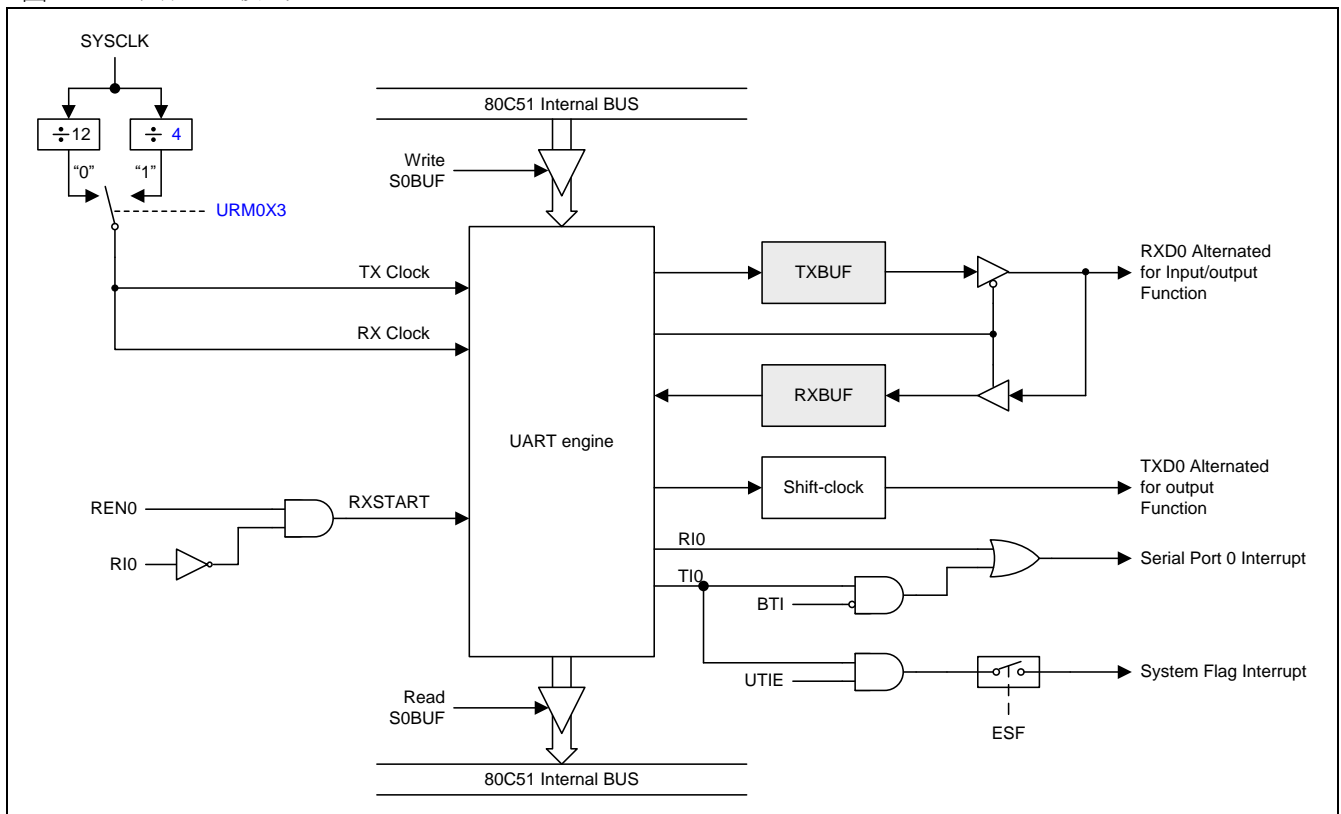 SYSCLK
÷12
÷ 4
"0"
"1"
URM0X3
80C51 Internal BUS
Write
S0BUF
TX Clock
RX Clock
UART engine
TXBUF
RXBUF
Shift-clock
RXD0 Alternated
for Input/output
Function
TXD0 Alternated
for output
Function
REN0
RI0
RXSTART
RI0
TI0
BTI
UTIE
Serial Port 0 Interrupt
System Flag Interrupt
ESF
Read
S0BUF
80C51 Internal BUS